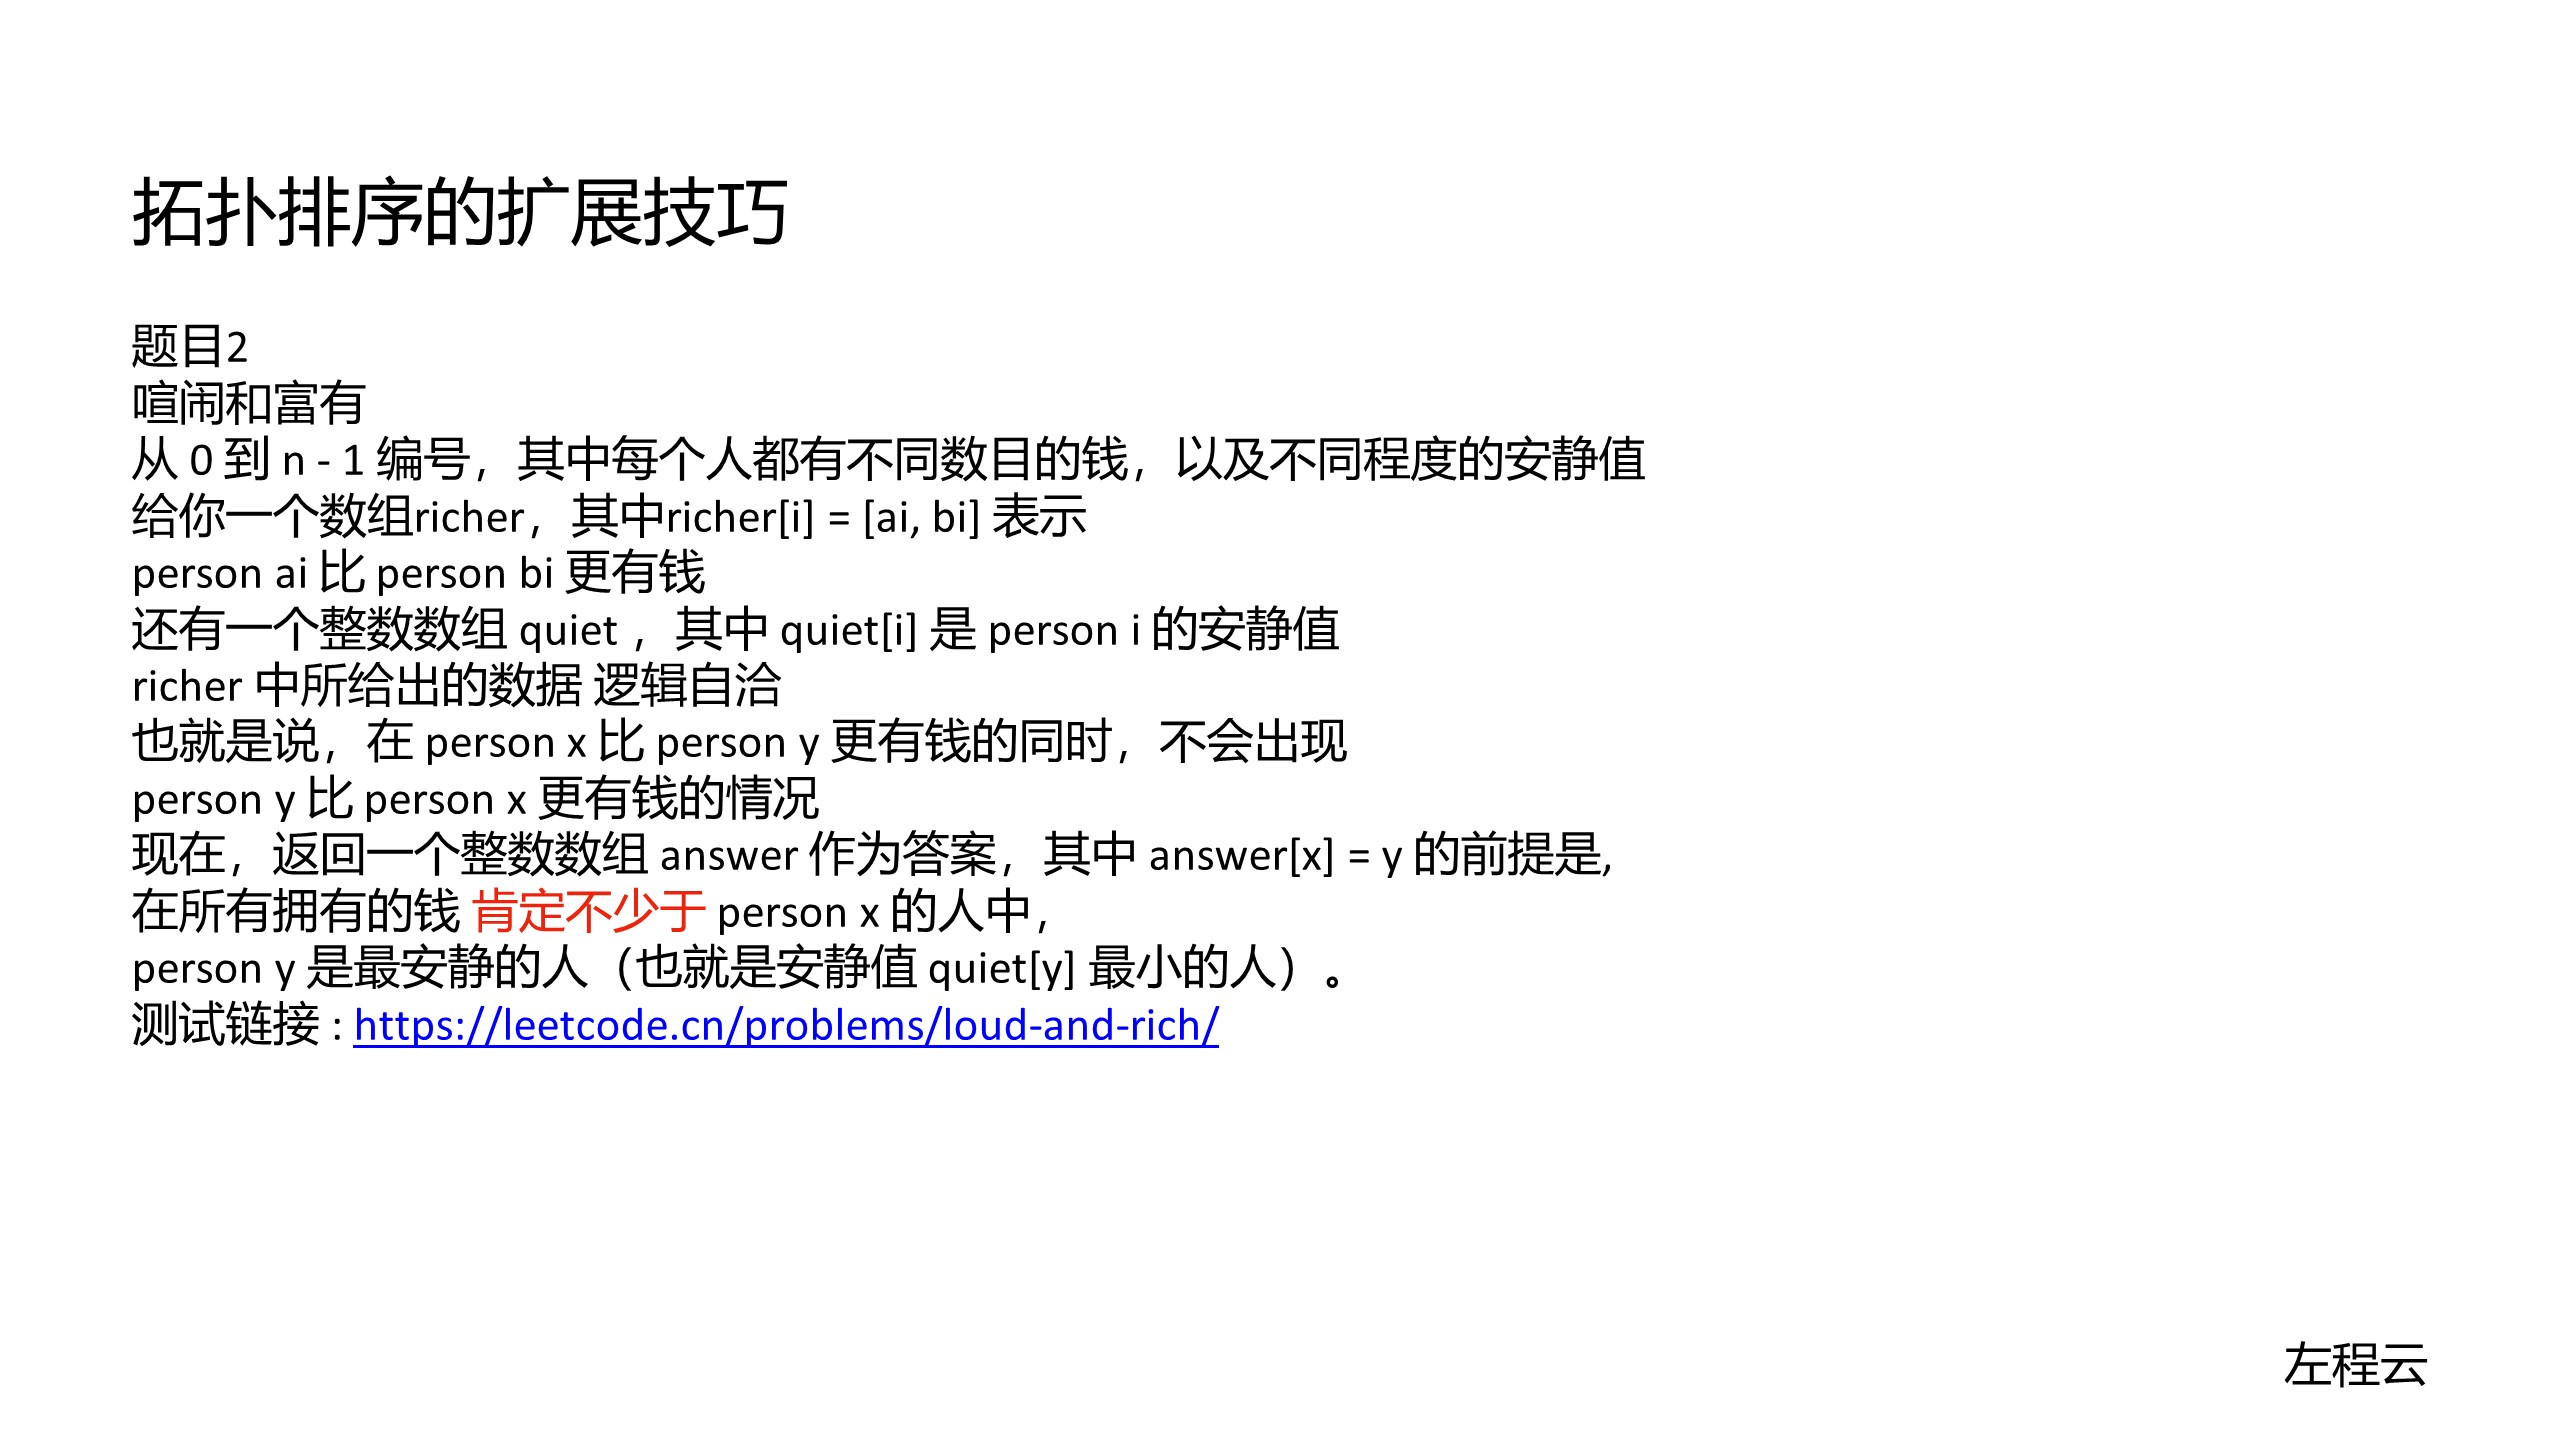 拓扑排序的扩展技巧
题目2
喧闹和富有
从 0 到 n - 1 编号，其中每个人都有不同数目的钱，以及不同程度的安静值
给你一个数组richer，其中richer[i] = [ai, bi] 表示
person ai 比 person bi 更有钱
还有一个整数数组 quiet ，其中 quiet[i] 是 person i 的安静值
richer 中所给出的数据 逻辑自洽
也就是说，在 person x 比 person y 更有钱的同时，不会出现
person y 比 person x 更有钱的情况
现在，返回一个整数数组 answer 作为答案，其中 answer[x] = y 的前提是,
在所有拥有的钱 肯定不少于 person x 的人中，
person y 是最安静的人（也就是安静值 quiet[y] 最小的人）。
测试链接 : https://leetcode.cn/problems/loud-and-rich/
左程云